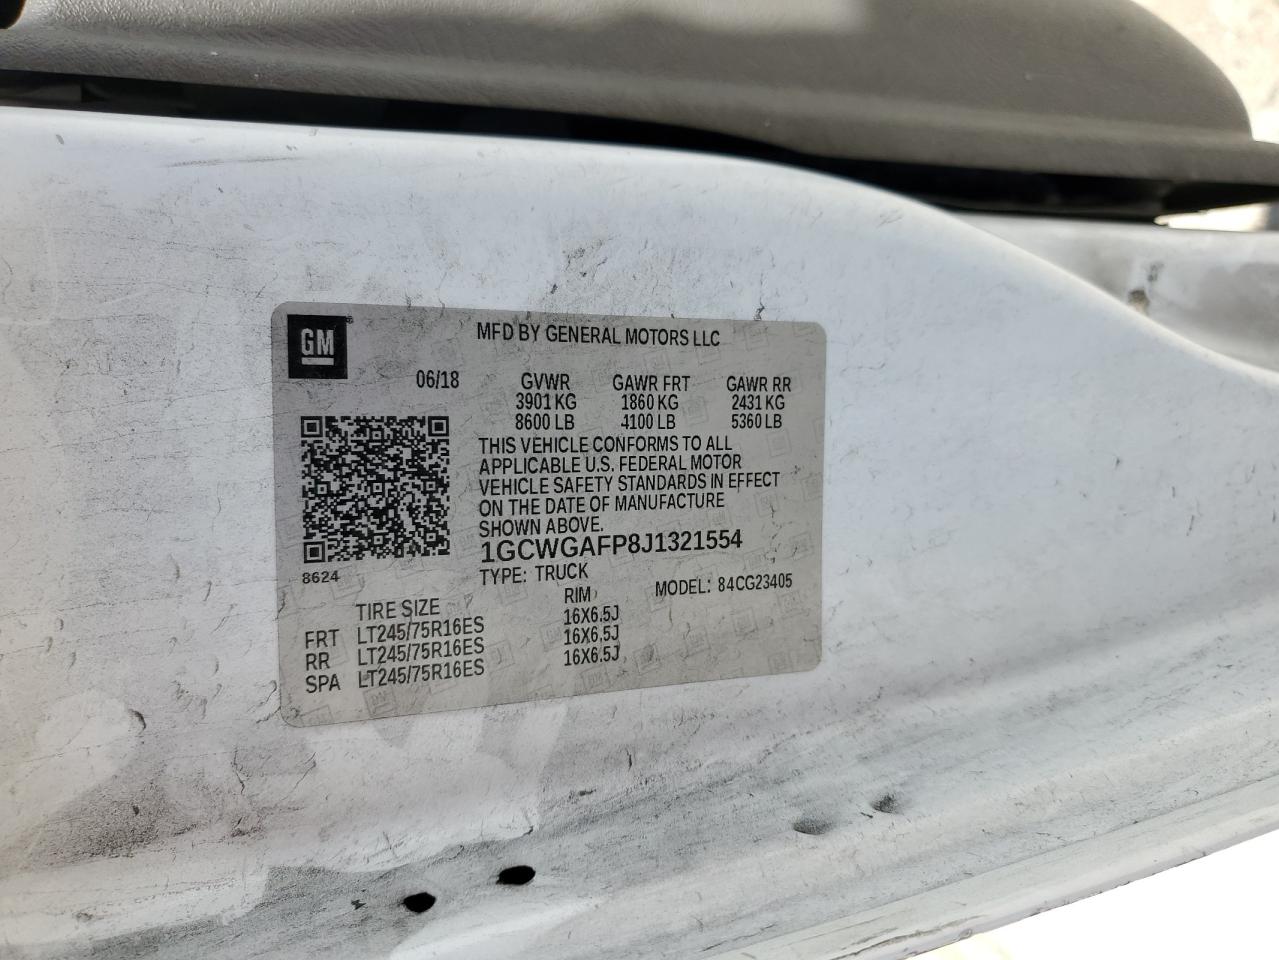 GM
MFD BY GENERAL MOTORS LLC
06/18
GVWR GAWR FRT GAWR RR
3901 KG 1860 KG 2431 KG
8600 LB 4100 LB 5360 LB
THIS VEHICLE CONFORMS TO ALL
APPLICABLE U.S. FEDERAL MOTOR
VEHICLE SAFETY STANDARDS IN EFFECT
ON THE DATE OF MANUFACTURE
SHOWN ABOVE.
1GCWGAFP8J1321554
8624
TYPE: TRUCK MODEL: 84CG23405
TIRE SIZE RIM
FRT LT245/75R16ES 16X6.5J
RR LT245/75R16ES 16X6.5J
SPA LT245/75R16ES 16X6.5J